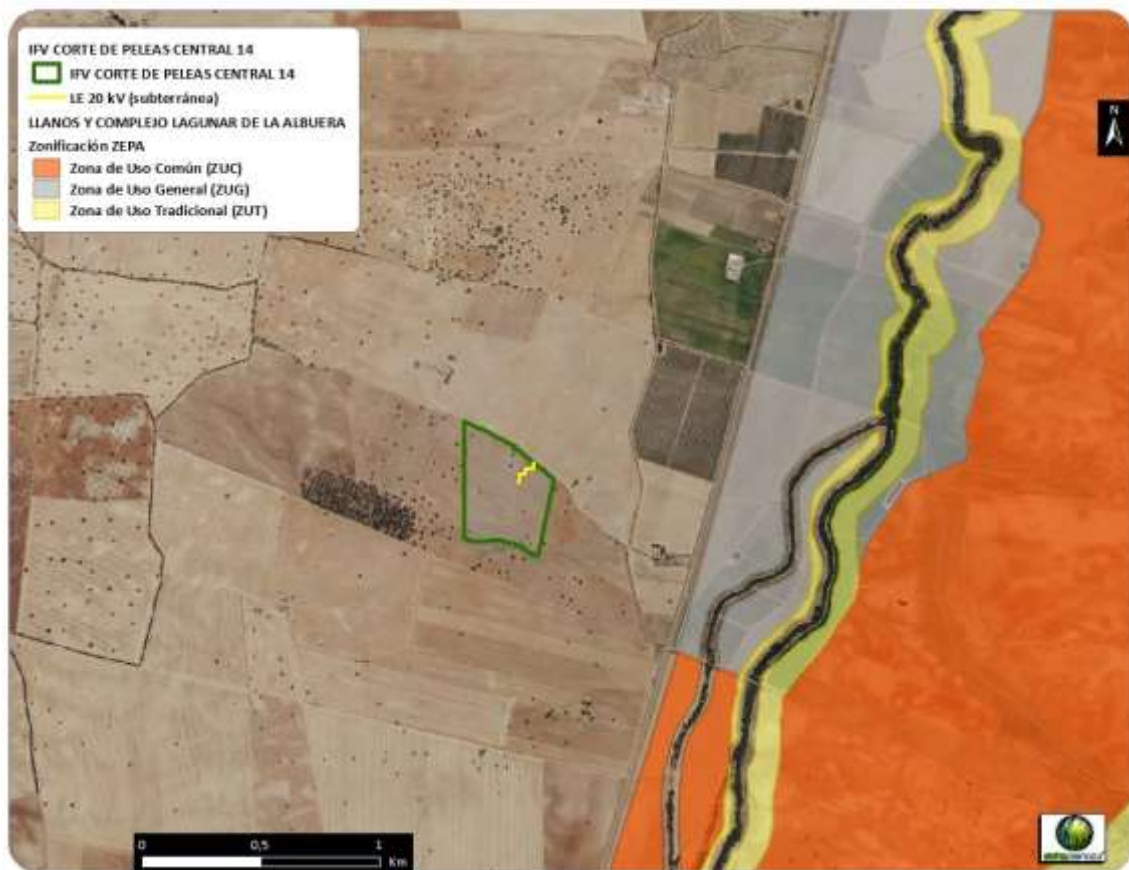 IFV CORTE DE PELEAS CENTRAL 14
IFV CORTE DE PELEAS CENTRAL 14
LE 20 kV (subterránea)
LLANOS Y COMPLEJO LAGUNAR DE LA ALBUERA
Zonificación ZEPA
Zona de Uso Común (ZUC)
Zona de Uso General (ZUG)
Zona de Uso Tradicional (ZUT)
N
0 0,5 1
Km